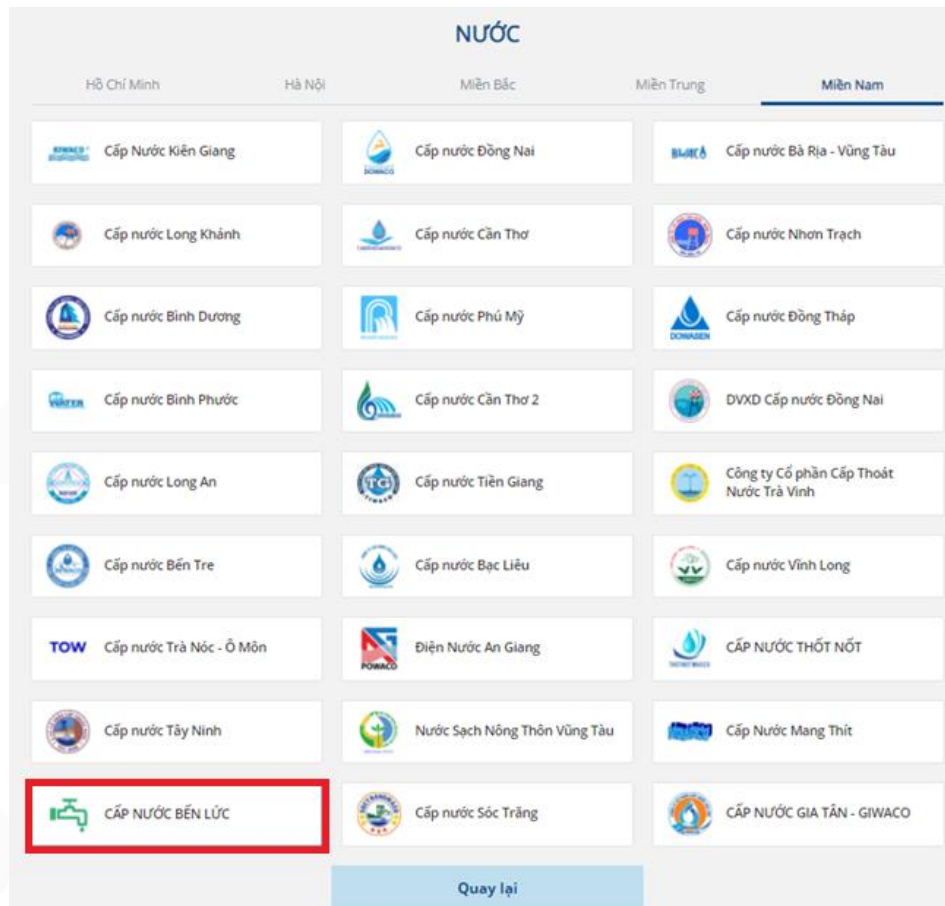 NƯỚC
Hồ Chí Minh Hà Nội Miền Bắc Miền Trung Miền Nam
Cấp Nước Kiên Giang
DOWACO
Cấp nước Đồng Nai
Cấp nước Bà Rịa - Vũng Tàu
Cấp nước Long Khánh
Cấp nước Cần Thơ
Cấp nước Nhơn Trạch
Cấp nước Bình Dương
Cấp nước Phú Mỹ
DOWASEN
Cấp nước Đồng Tháp
WATER
Cấp nước Bình Phước
Cấp nước Cần Thơ 2
DVXD Cấp nước Đồng Nai
Cấp nước Long An
TG
Cấp nước Tiền Giang
Công ty Cổ phần Cấp Thoát
Nước Trà Vinh
Cấp nước Bến Tre
Cấp nước Bạc Liêu
Cấp nước Vĩnh Long
TOW
Cấp nước Trà Nóc - Ô Môn
POWACO
Điện Nước An Giang
CẤP NƯỚC THỐT NỐT
Cấp nước Tây Ninh
Nước Sạch Nông Thôn Vũng Tàu
Cấp Nước Mang Thít
CẤP NƯỚC BẾN LỨC
Cấp nước Sóc Trăng
CẤP NƯỚC GIA TÂN - GIWACO
Quay lại